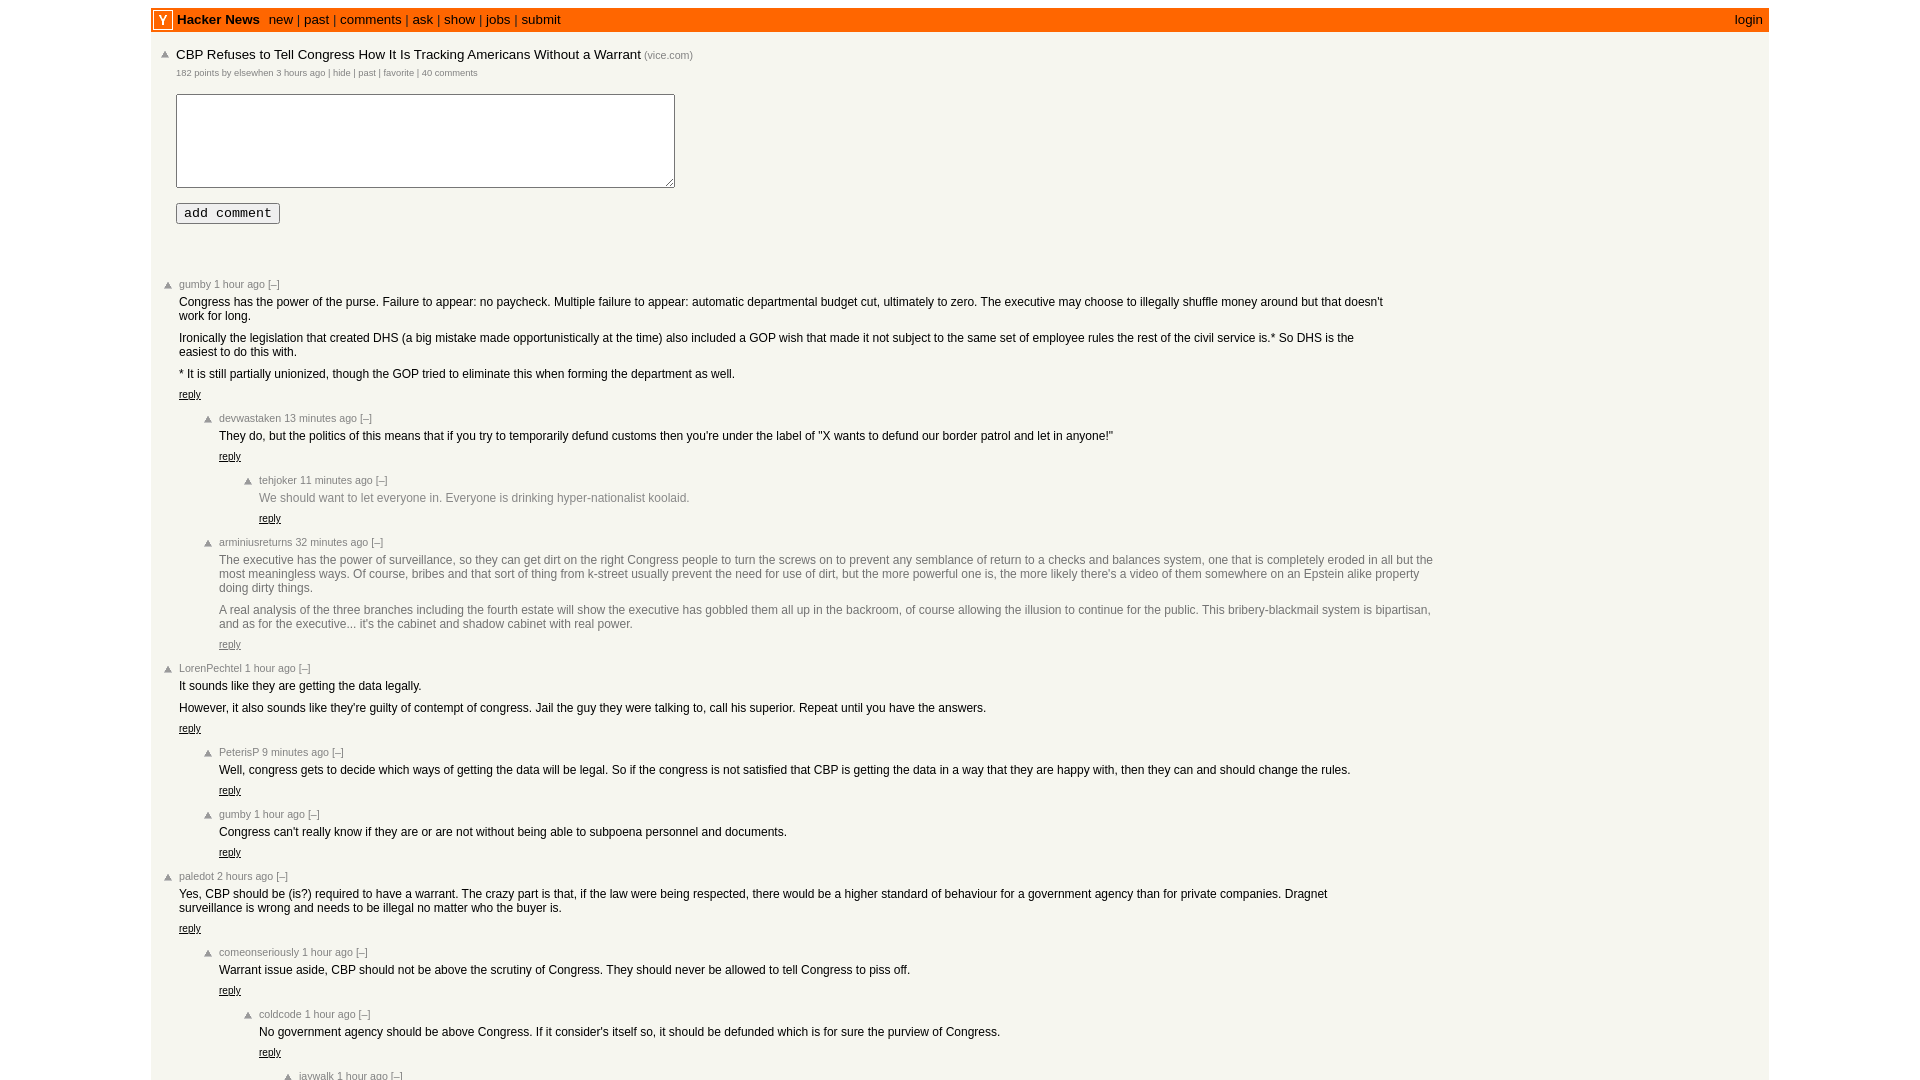 Y Hacker News new | past | comments | ask | show | jobs | submit login
CBP Refuses to Tell Congress How It Is Tracking Americans Without a Warrant (vice.com)
182 points by elsewhen 3 hours ago | hide | past | favorite | 40 comments
add comment
gumby 1 hour ago [–]
Congress has the power of the purse. Failure to appear: no paycheck. Multiple failure to appear: automatic departmental budget cut, ultimately to zero. The executive may choose to illegally shuffle money around but that doesn't
work for long.
Ironically the legislation that created DHS (a big mistake made opportunistically at the time) also included a GOP wish that made it not subject to the same set of employee rules the rest of the civil service is.* So DHS is the
easiest to do this with.
* It is still partially unionized, though the GOP tried to eliminate this when forming the department as well.
reply
devwastaken 13 minutes ago [–]
They do, but the politics of this means that if you try to temporarily defund customs then you're under the label of "X wants to defund our border patrol and let in anyone!"
reply
tehjoker 11 minutes ago [–]
We should want to let everyone in. Everyone is drinking hyper-nationalist koolaid.
reply
arminiusreturns 32 minutes ago [–]
The executive has the power of surveillance, so they can get dirt on the right Congress people to turn the screws on to prevent any semblance of return to a checks and balances system, one that is completely eroded in all but the
most meaningless ways. Of course, bribes and that sort of thing from k-street usually prevent the need for use of dirt, but the more powerful one is, the more likely there's a video of them somewhere on an Epstein alike property
doing dirty things.
A real analysis of the three branches including the fourth estate will show the executive has gobbled them all up in the backroom, of course allowing the illusion to continue for the public. This bribery-blackmail system is bipartisan,
and as for the executive... it's the cabinet and shadow cabinet with real power.
reply
LorenPechtel 1 hour ago [–]
It sounds like they are getting the data legally.
However, it also sounds like they're guilty of contempt of congress. Jail the guy they were talking to, call his superior. Repeat until you have the answers.
reply
PeterisP 9 minutes ago [–]
Well, congress gets to decide which ways of getting the data will be legal. So if the congress is not satisfied that CBP is getting the data in a way that they are happy with, then they can and should change the rules.
reply
gumby 1 hour ago [–]
Congress can't really know if they are or are not without being able to subpoena personnel and documents.
reply
paledot 2 hours ago [–]
Yes, CBP should be (is?) required to have a warrant. The crazy part is that, if the law were being respected, there would be a higher standard of behaviour for a government agency than for private companies. Dragnet
surveillance is wrong and needs to be illegal no matter who the buyer is.
reply
comeonseriously 1 hour ago [–]
Warrant issue aside, CBP should not be above the scrutiny of Congress. They should never be allowed to tell Congress to piss off.
reply
coldcode 1 hour ago [–]
No government agency should be above Congress. If it consider's itself so, it should be defunded which is for sure the purview of Congress.
reply
jaywalk 1 hour ago [–]